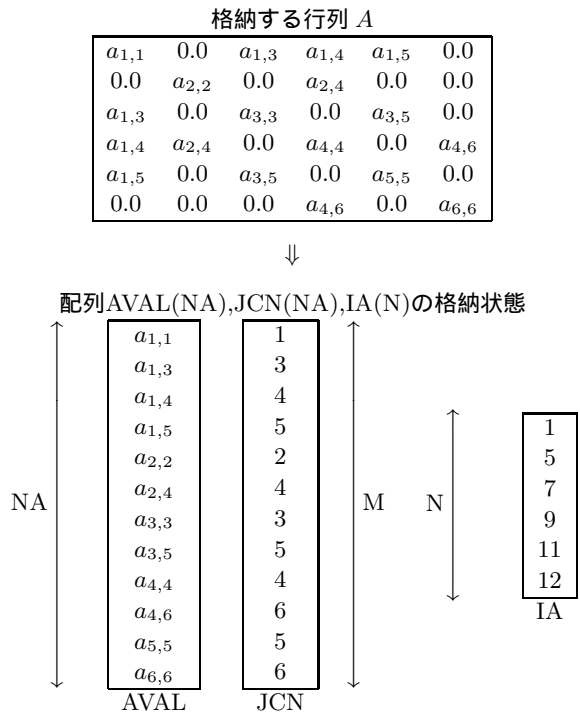 格納する行列 A
a1,1 0.0 a1,3 a1,4 a1,5 0.0
0.0 a2,2 0.0 a2,4 0.0 0.0
a1,3 0.0 a3,3 0.0 a3,5 0.0
a1,4 a2,4 0.0 a4,4 0.0 a4,6
a1,5 0.0 a3,5 0.0 a5,5 0.0
0.0 0.0 0.0 a4,6 0.0 a6,6
⇓
配列AVAL(NA),JCN(NA),IA(N)の格納状態
a1,1 1
a1,3 3
a1,4 4
a1,5 5 1
a2,2 2 5
a2,4 4 7
NA a3,3 3 M N 9
a3,5 5 11
a4,4 4 12
a4,6 6 IA
a5,5 5
a6,6 6
AVAL JCN